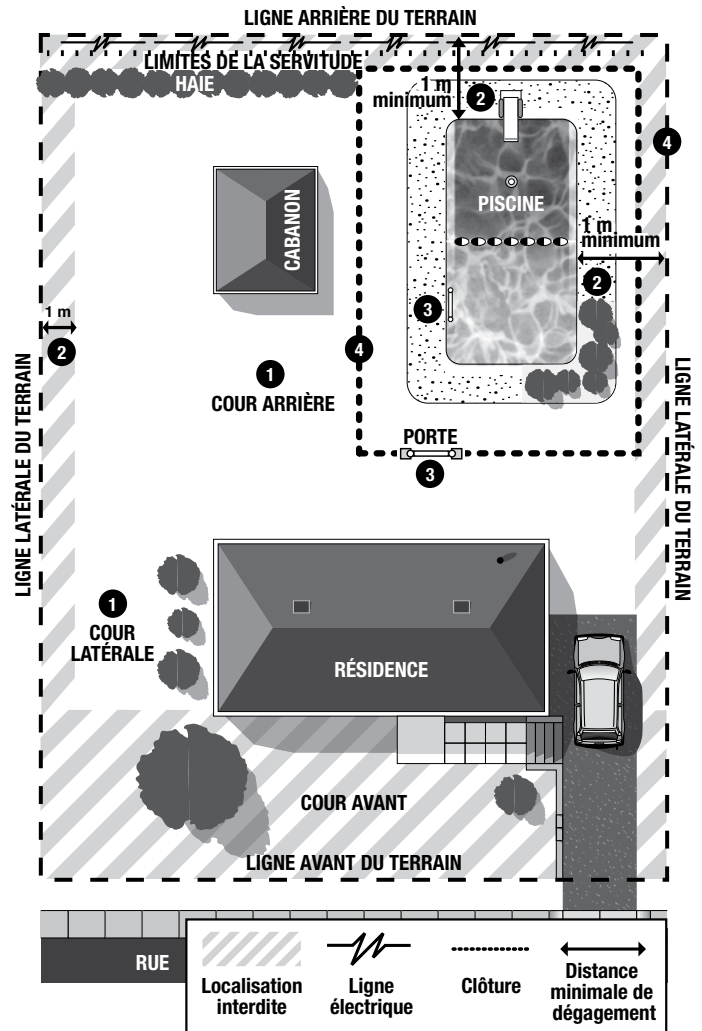 LIGNE ARRIÈRE DU TERRAIN
LIMITES DE LA SERVITUDE
HAIE
1 m
minimum
2
4
CABANON
PISCINE
1 m
minimum
2
3
1 m
2
4
1
COUR ARRIÈRE
PORTE
3
LIGNE LATÉRALE DU TERRAIN
LIGNE LATÉRALE DU TERRAIN
1
COUR
LATÉRALE
RÉSIDENCE
COUR AVANT
LIGNE AVANT DU TERRAIN
RUE
Localisation
interdite
Ligne
électrique
Clôture
Distance
minimale de
dégagement